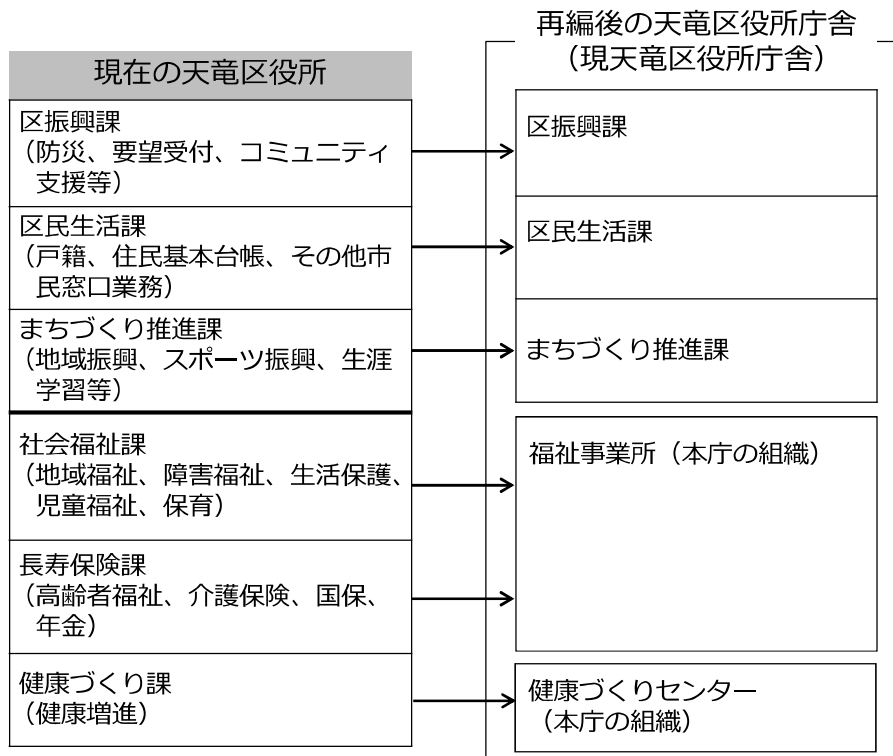 現在の天竜区役所
区振興課
（防災、要望受付、コミュニティ
支援等）
区民生活課
（戸籍、住民基本台帳、その他市
民窓口業務）
まちづくり推進課
（地域振興、スポーツ振興、生涯
学習等）
社会福祉課
（地域福祉、障害福祉、生活保護、
児童福祉、保育）
長寿保険課
（高齢者福祉、介護保険、国保、
年金）
健康づくり課
（健康増進）
再編後の天竜区役所庁舎
（現天竜区役所庁舎）
区振興課
区民生活課
まちづくり推進課
福祉事業所（本庁の組織）
健康づくりセンター
（本庁の組織）